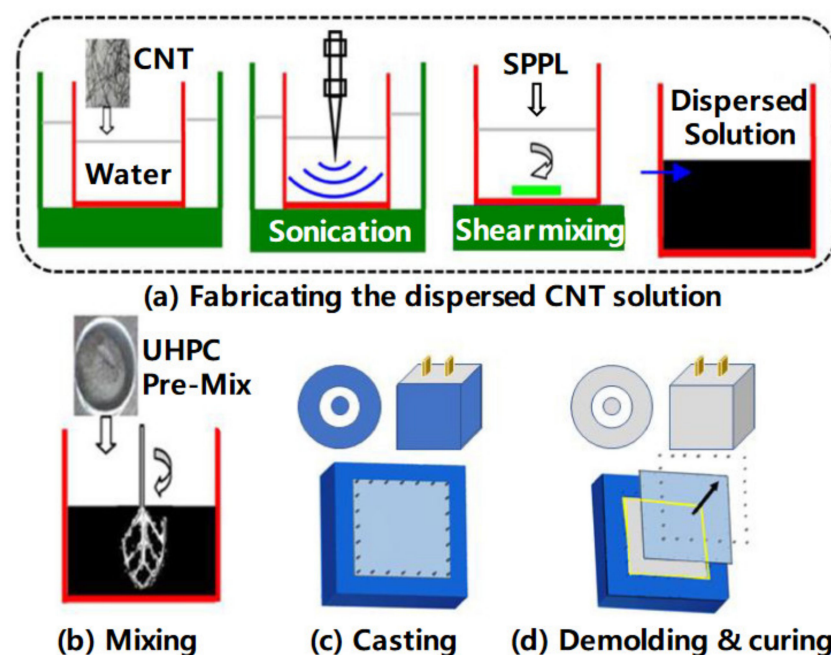 CNT
Water
Sonication
SPPL
Shear mixing
Dispersed
Solution
(a) Fabricating the dispersed CNT solution
UHPC
Pre-Mix
(b) Mixing
(c) Casting
(d) Demolding & curing